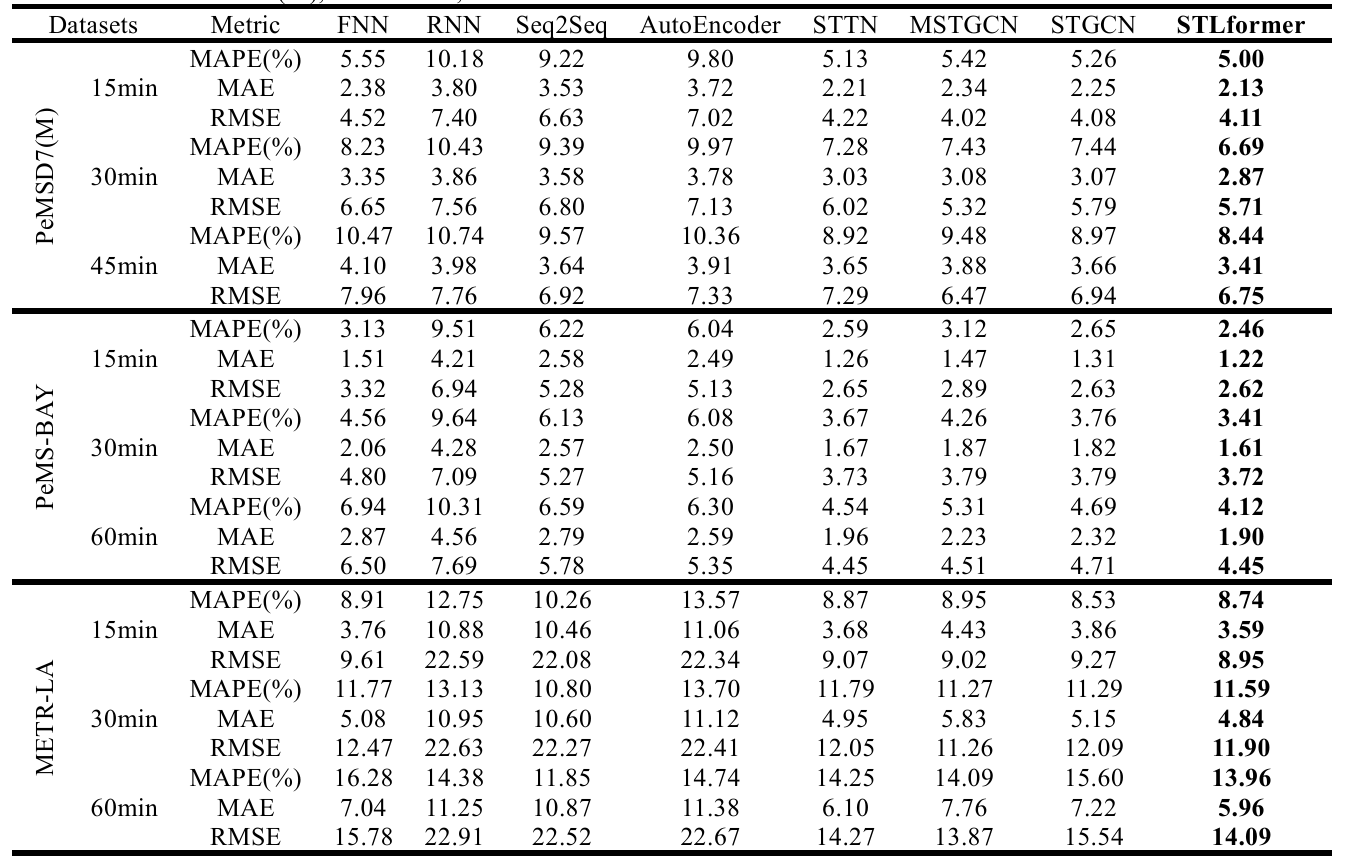 Datasets Metric FNN RNN Seq2Seq AutoEncoder STTN MSTGCN STGCN STLformer
PeMSD7(M)
15min
MAPE(%) 5.55 10.18 9.22 9.80 5.13 5.42 5.26 5.00
MAE 2.38 3.80 3.53 3.72 2.21 2.34 2.25 2.13
RMSE 4.52 7.40 6.63 7.02 4.22 4.02 4.08 4.11
30min
MAPE(%) 8.23 10.43 9.39 9.97 7.28 7.43 7.44 6.69
MAE 3.35 3.86 3.58 3.78 3.03 3.08 3.07 2.87
RMSE 6.65 7.56 6.80 7.13 6.02 5.32 5.79 5.71
45min
MAPE(%) 10.47 10.74 9.57 10.36 8.92 9.48 8.97 8.44
MAE 4.10 3.98 3.64 3.91 3.65 3.88 3.66 3.41
RMSE 7.96 7.76 6.92 7.33 7.29 6.47 6.94 6.75
PeMS-BAY
15min
MAPE(%) 3.13 9.51 6.22 6.04 2.59 3.12 2.65 2.46
MAE 1.51 4.21 2.58 2.49 1.26 1.47 1.31 1.22
RMSE 3.32 6.94 5.28 5.13 2.65 2.89 2.63 2.62
30min
MAPE(%) 4.56 9.64 6.13 6.08 3.67 4.26 3.76 3.41
MAE 2.06 4.28 2.57 2.50 1.67 1.87 1.82 1.61
RMSE 4.80 7.09 5.27 5.16 3.73 3.79 3.79 3.72
60min
MAPE(%) 6.94 10.31 6.59 6.30 4.54 5.31 4.69 4.12
MAE 2.87 4.56 2.79 2.59 1.96 2.23 2.32 1.90
RMSE 6.50 7.69 5.78 5.35 4.45 4.51 4.71 4.45
METR-LA
15min
MAPE(%) 8.91 12.75 10.26 13.57 8.87 8.95 8.53 8.74
MAE 3.76 10.88 10.46 11.06 3.68 4.43 3.86 3.59
RMSE 9.61 22.59 22.08 22.34 9.07 9.02 9.27 8.95
30min
MAPE(%) 11.77 13.13 10.80 13.70 11.79 11.27 11.29 11.59
MAE 5.08 10.95 10.60 11.12 4.95 5.83 5.15 4.84
RMSE 12.47 22.63 22.27 22.41 12.05 11.26 12.09 11.90
60min
MAPE(%) 16.28 14.38 11.85 14.74 14.25 14.09 15.60 13.96
MAE 7.04 11.25 10.87 11.38 6.10 7.76 7.22 5.96
RMSE 15.78 22.91 22.52 22.67 14.27 13.87 15.54 14.09